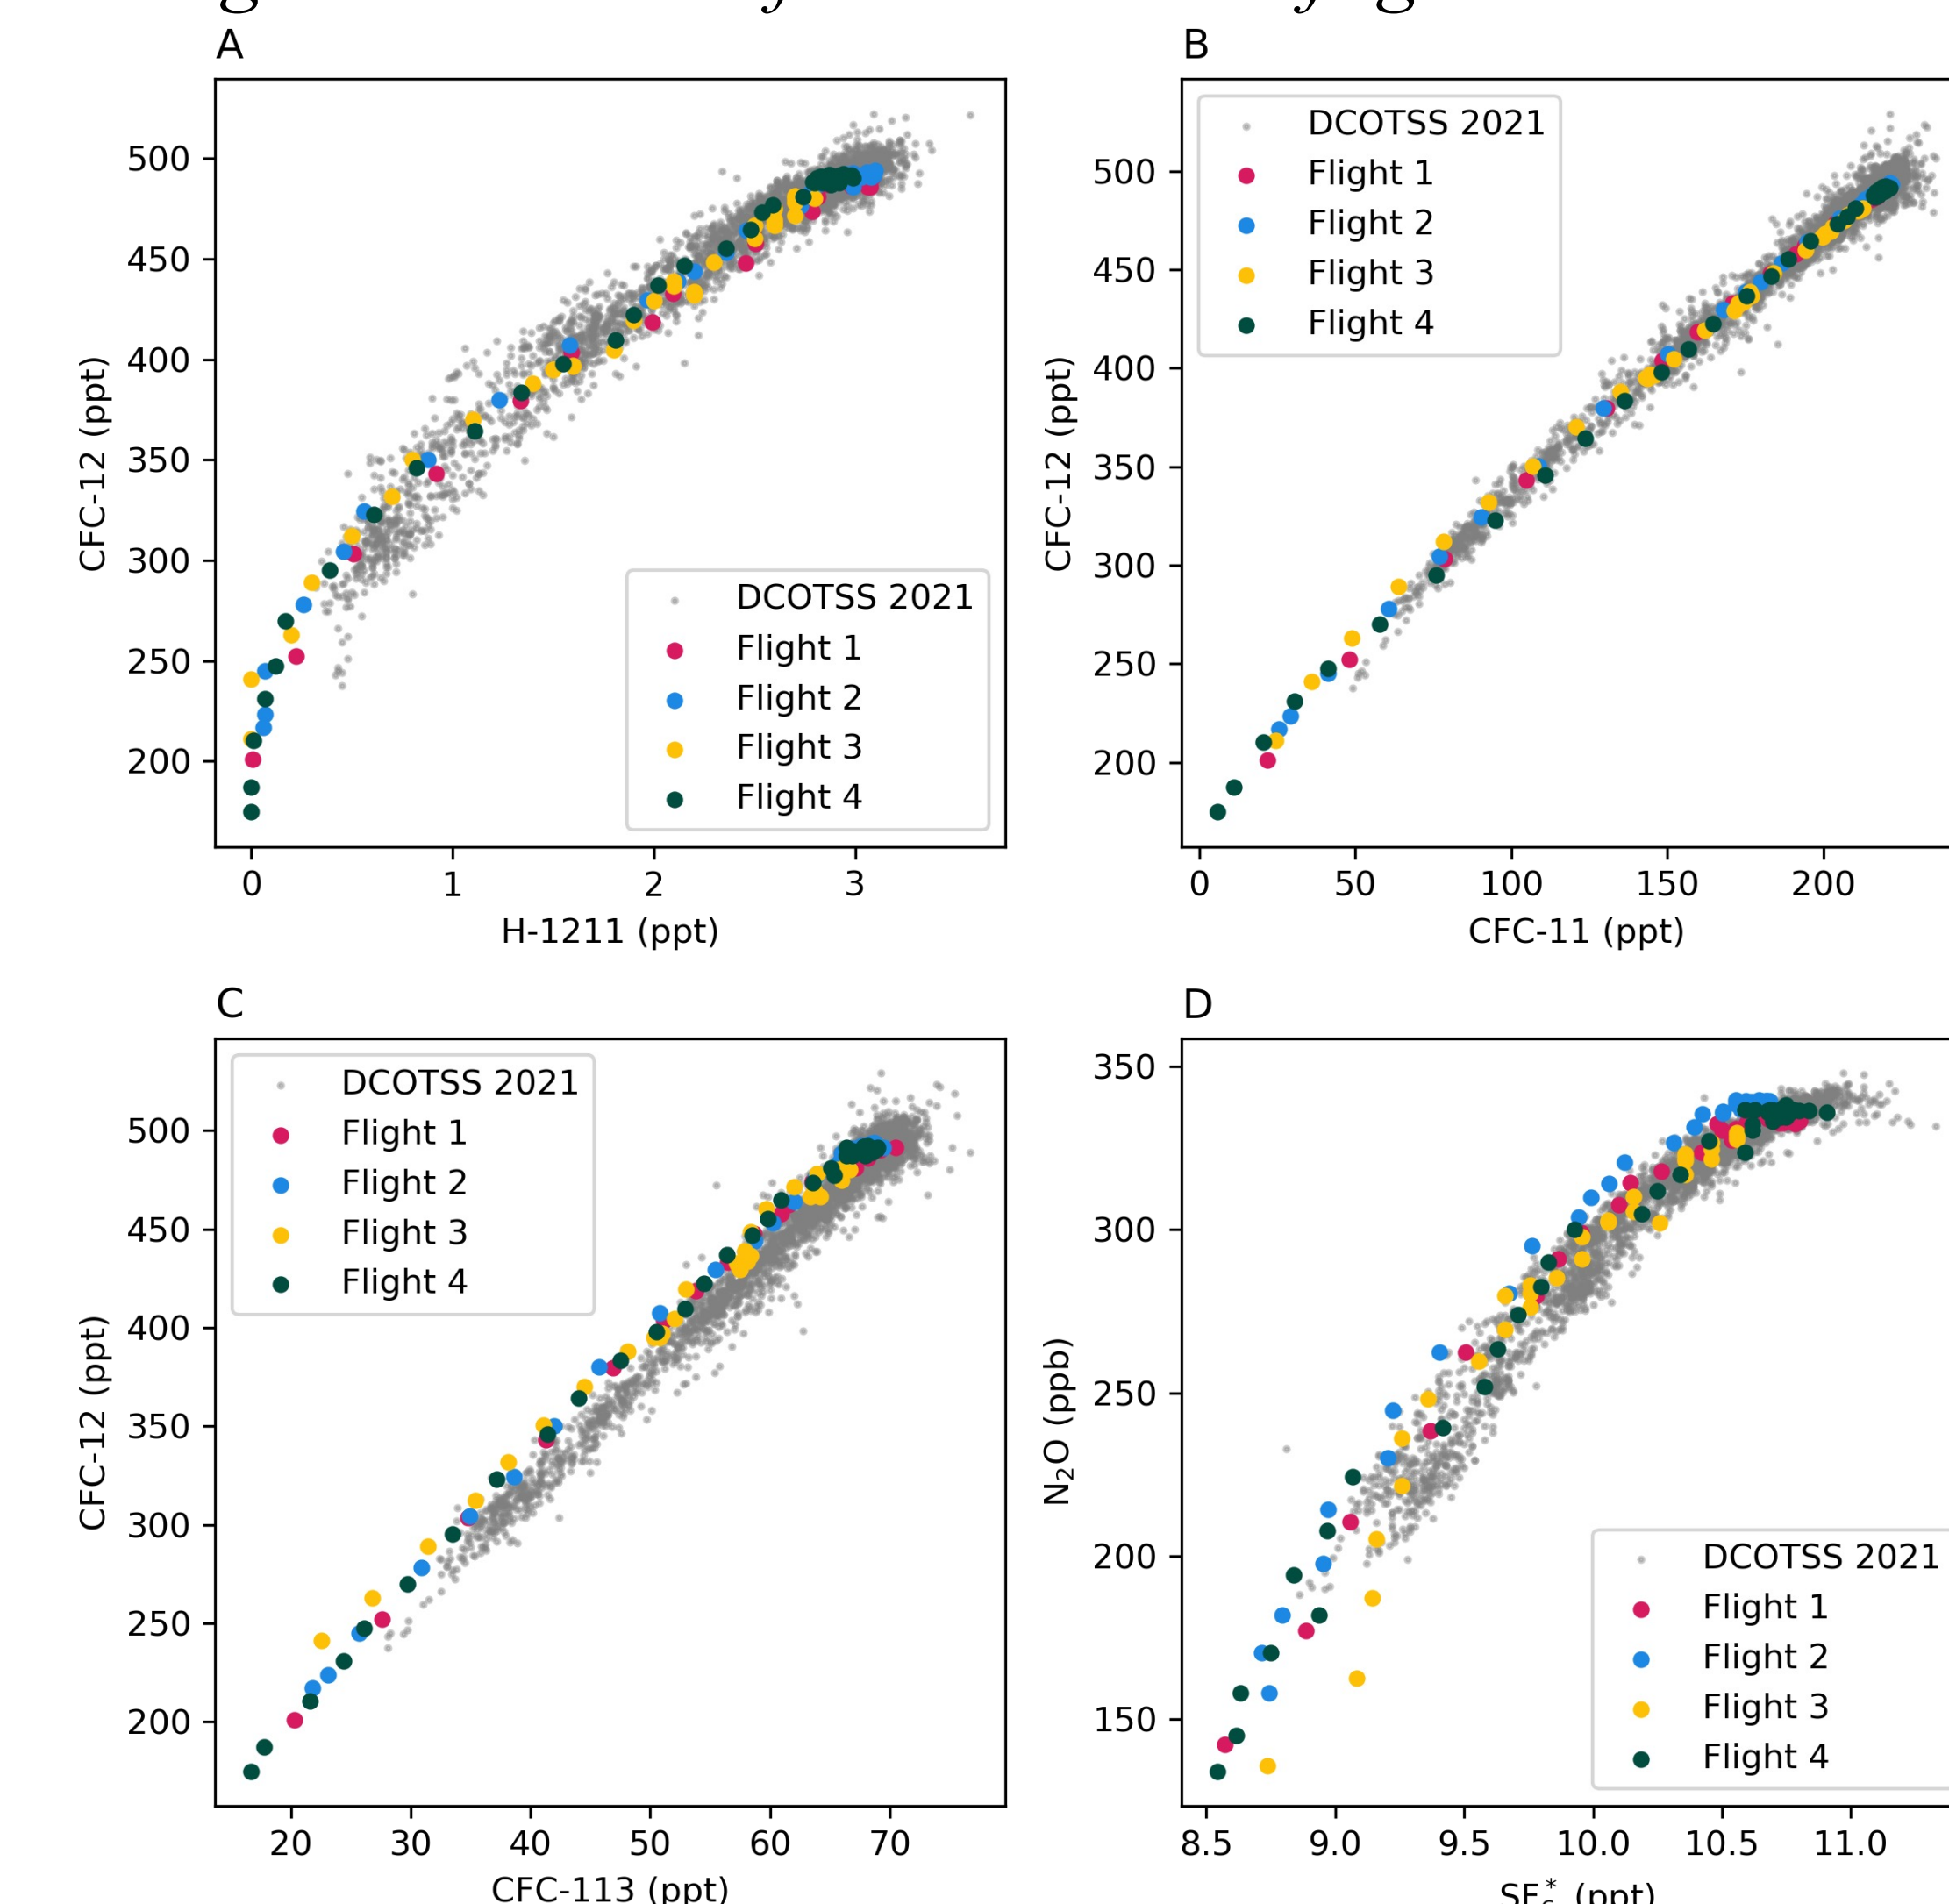 A
500
450
400
350
300
250
200
CFC-12 (ppt)
DCOTSS 2021
Flight 1
Flight 2
Flight 3
Flight 4
0 1 2 3
H-1211 (ppt)
B
500
450
400
350
300
250
200
CFC-12 (ppt)
DCOTSS 2021
Flight 1
Flight 2
Flight 3
Flight 4
0 50 100 150 200
CFC-11 (ppt)
C
500
450
400
350
300
250
200
CFC-12 (ppt)
DCOTSS 2021
Flight 1
Flight 2
Flight 3
Flight 4
20 30 40 50 60 70
CFC-113 (ppt)
D
350
300
250
200
150
N₂O (ppb)
DCOTSS 2021
Flight 1
Flight 2
Flight 3
Flight 4
8.5 9.0 9.5 10.0 10.5 11.0
SF₆* (ppt)